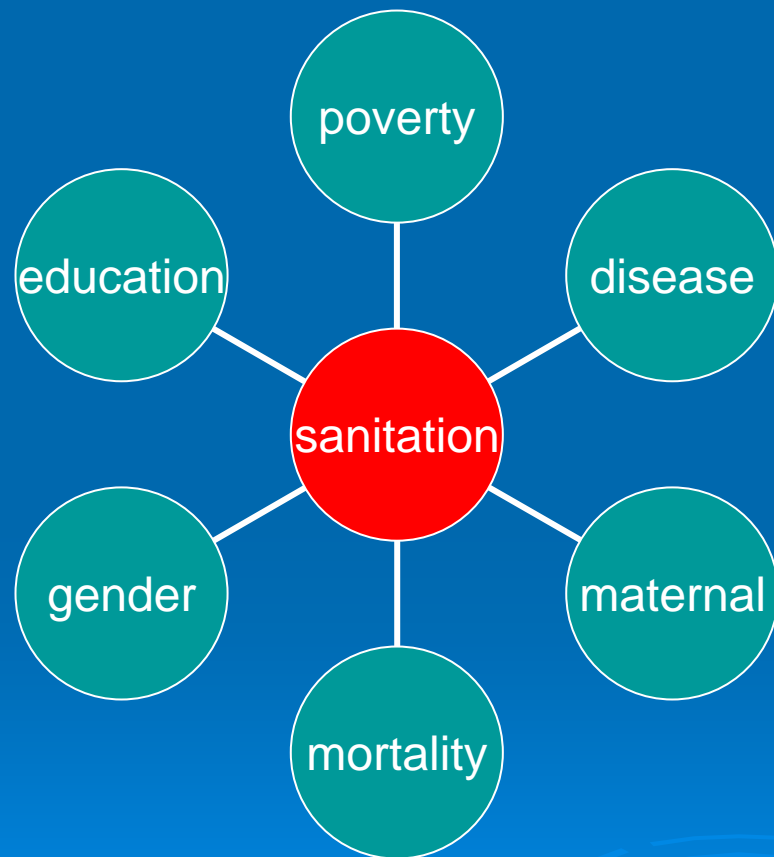 poverty
education
disease
sanitation
gender
maternal
mortality